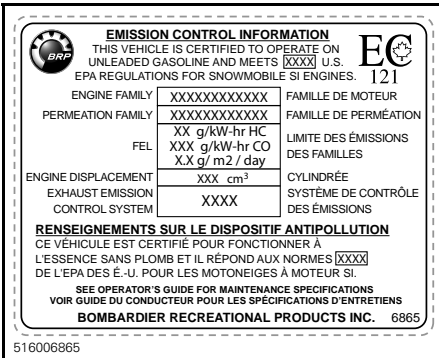 BRP
EMISSION CONTROL INFORMATION
THIS VEHICLE IS CERTIFIED TO OPERATE ON
UNLEADED GASOLINE AND MEETS XXXX U.S.
EPA REGULATIONS FOR SNOWMOBILE SI ENGINES.
EC
121
ENGINE FAMILY XXXXXXXXXXXX FAMILLE DE MOTEUR
PERMEATION FAMILY XXXXXXXXXXXX FAMILLE DE PERMÉATION
FEL
XX g/kW-hr HC
XXX g/kW-hr CO
X.X g/ m2 / day
LIMITE DES ÉMISSIONS
DES FAMILLES
ENGINE DISPLACEMENT XXX cm³ CYLINDRÉE
EXHAUST EMISSION
CONTROL SYSTEM
XXXX
SYSTÈME DE CONTRÔLE
DES ÉMISSIONS
RENSEIGNEMENTS SUR LE DISPOSITIF ANTIPOLLUTION
CE VÉHICULE EST CERTIFIÉ POUR FONCTIONNER À
L'ESSENCE SANS PLOMB ET IL RÉPOND AUX NORMES XXXX
DE L'EPA DES É.-U. POUR LES MOTONEIGES À MOTEUR SI.
SEE OPERATOR'S GUIDE FOR MAINTENANCE SPECIFICATIONS
VOIR GUIDE DU CONDUCTEUR POUR LES SPÉCIFICATIONS D'ENTRETIENS
BOMBARDIER RECREATIONAL PRODUCTS INC. 6865
516006865